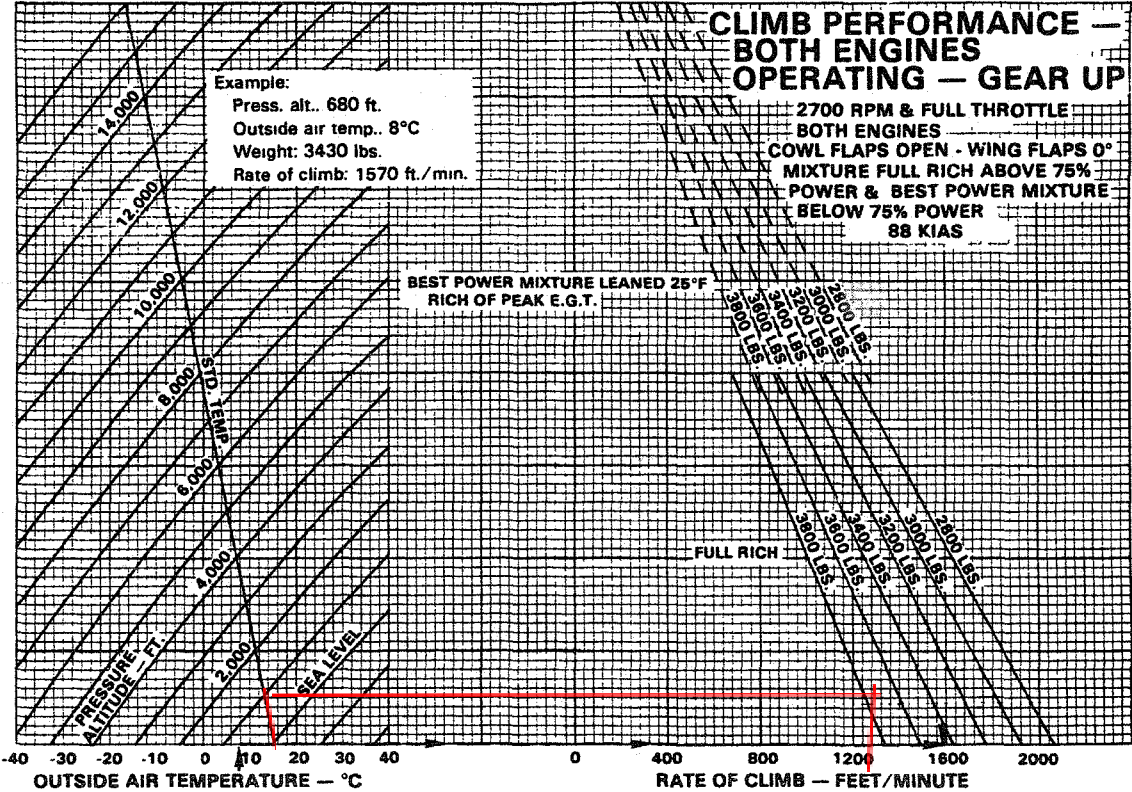 CLIMB PERFORMANCE —
BOTH ENGINES
OPERATING — GEAR UP
2700 RPM & FULL THROTTLE
BOTH ENGINES
COWL FLAPS OPEN - WING FLAPS 0°
MIXTURE FULL RICH ABOVE 75%
POWER & BEST POWER MIXTURE
BELOW 75% POWER
88 KIAS
Example:
Press. alt.. 680 ft.
Outside air temp.. 8°C
Weight: 3430 lbs.
Rate of climb: 1570 ft./min.
14,000
12,000
10,000
8,000
6,000
4,000
2,000
SEA LEVEL
STD. TEMP.
PRESSURE
ALTITUDE — FT.
BEST POWER MIXTURE LEANED 25°F
RICH OF PEAK E.G.T.
3800 LBS.
3600 LBS.
3400 LBS.
3200 LBS.
3000 LBS.
2800 LBS.
FULL RICH
3800 LBS.
3600 LBS.
3400 LBS.
3200 LBS.
3000 LBS.
2800 LBS.
-40 -30 -20 -10 0 10 20 30 40
0 400 800 1200 1600 2000
OUTSIDE AIR TEMPERATURE — °C
RATE OF CLIMB — FEET/MINUTE